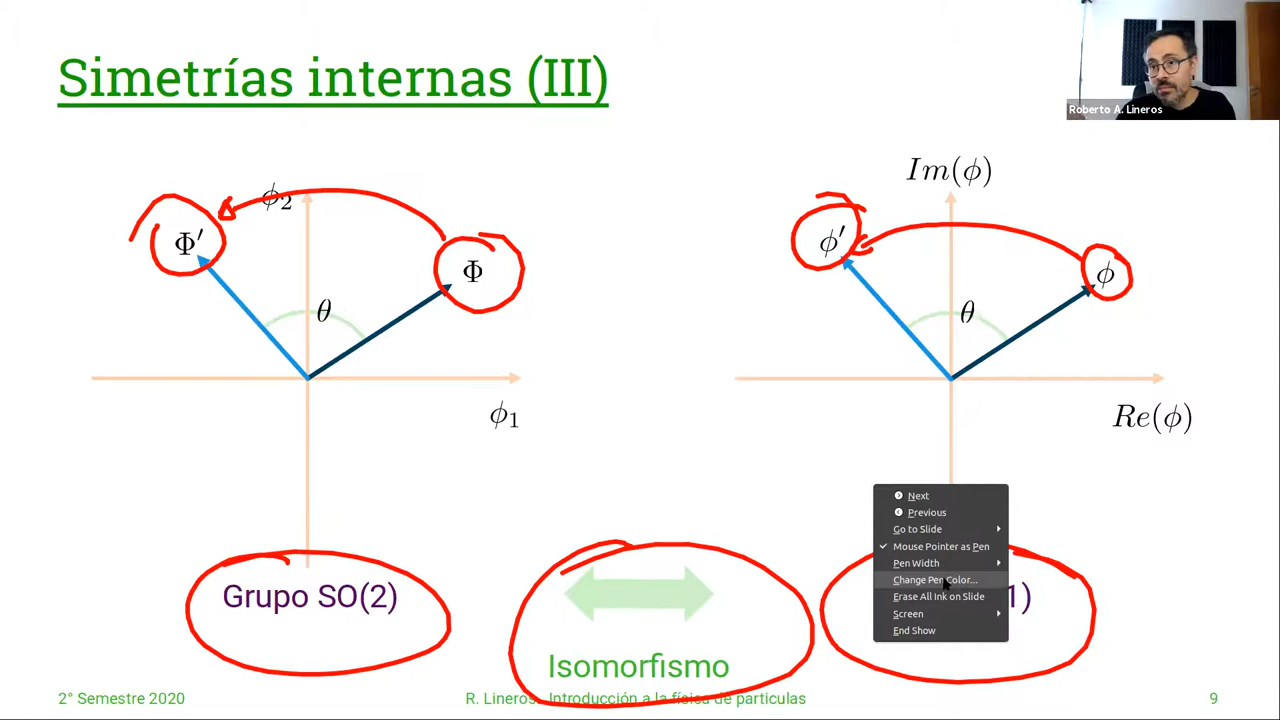 Simetrías internas (III)
Roberto A. Lineros
Φ′
ϕ₂
Φ
θ
ϕ₁
Im(ϕ)
ϕ′
ϕ
θ
Re(ϕ)
Next
Previous
Go to Slide
Mouse Pointer as Pen
Pen Width
Change Pen Color...
Erase All Ink on Slide
Screen
End Show
Grupo SO(2)
1)
Isomorfismo
2° Semestre 2020
R. Lineros. Introducción a la física de particulas
9